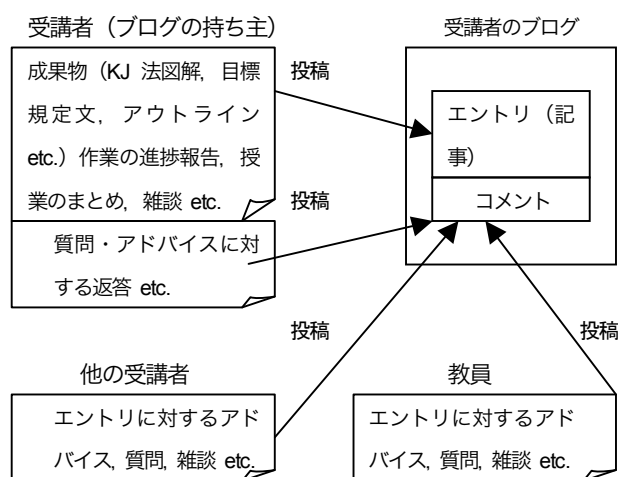 受講者（ブログの持ち主）
成果物（KJ 法図解，目標
規定文，アウトライン
etc.）作業の進捗報告，授
業のまとめ，雑談 etc.
質問・アドバイスに対
する返答 etc.
投稿
投稿
受講者のブログ
エントリ（記
事）
コメント
投稿
投稿
他の受講者
エントリに対するアド
バイス，質問，雑談 etc.
教員
エントリに対するアド
バイス，質問，雑談 etc.